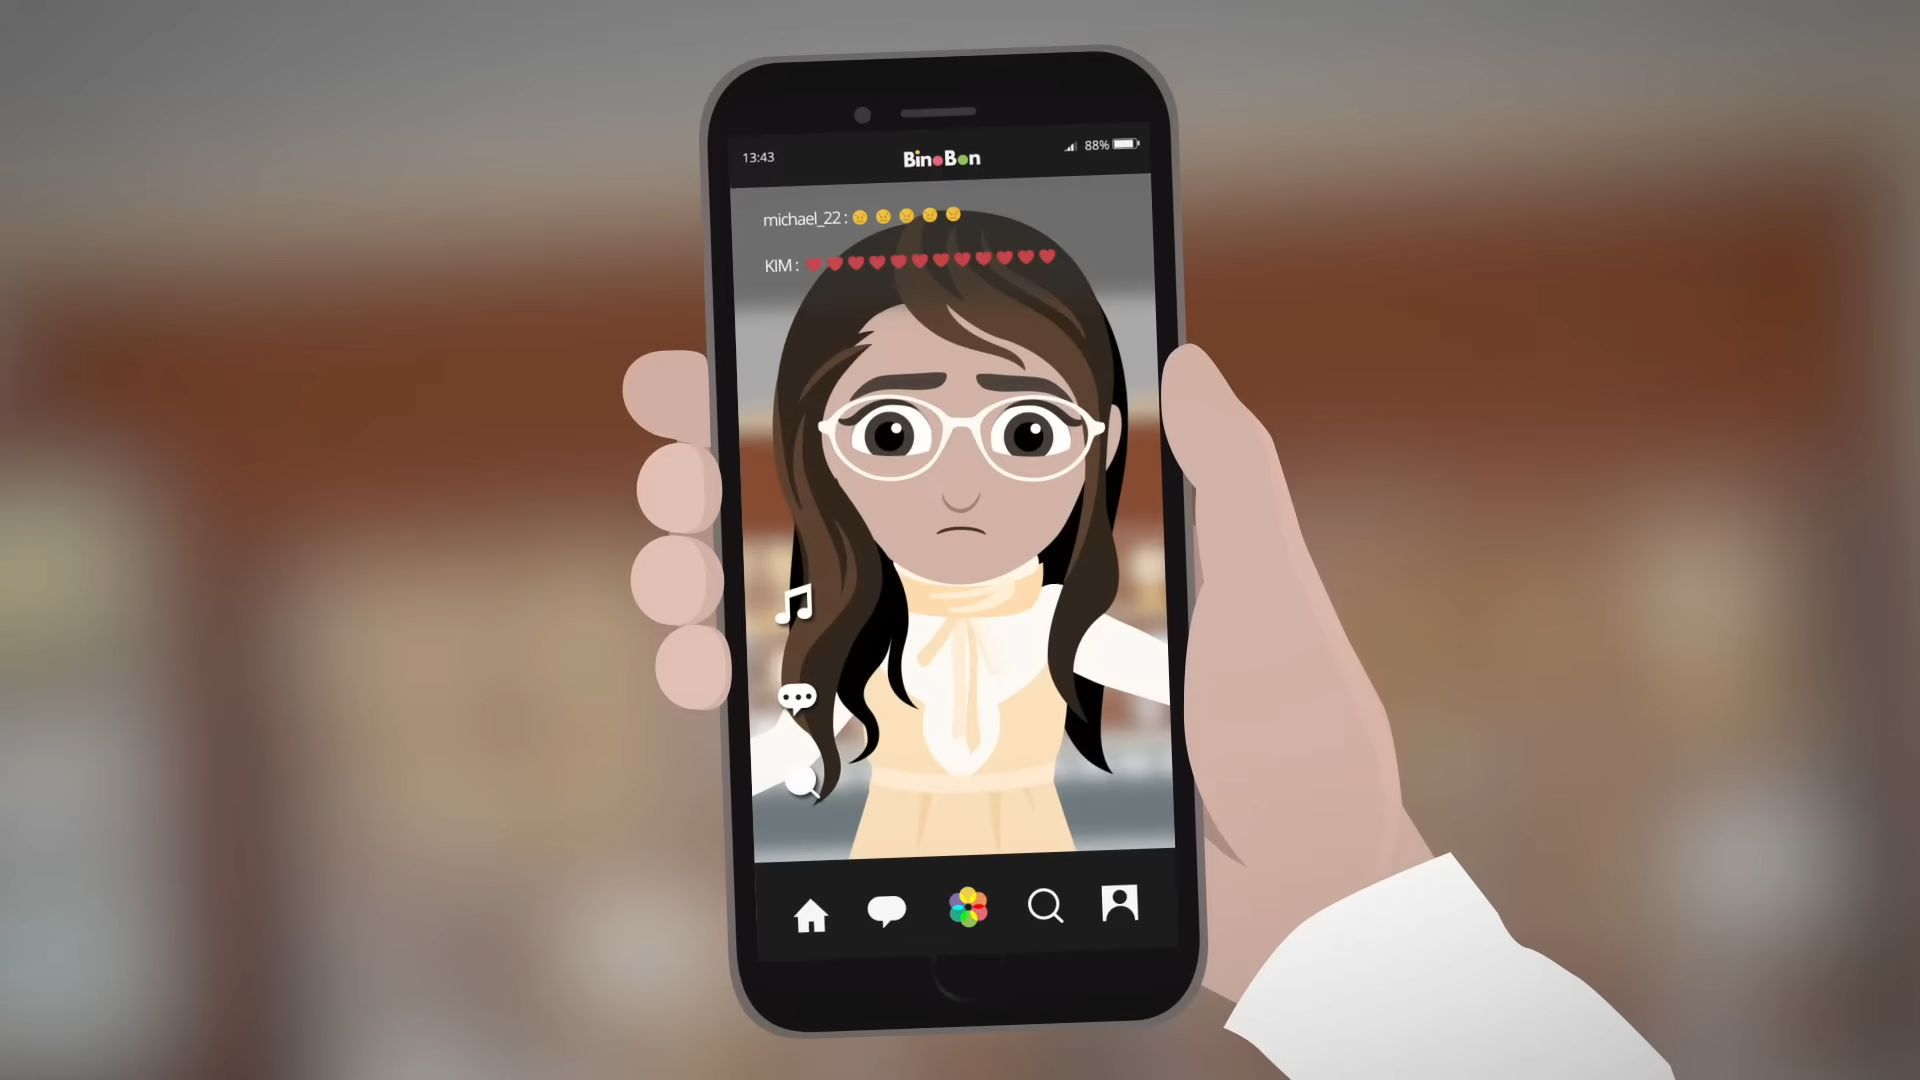 13:43
BinoBon
88%
michael_22 : 😠 😠 😠 😠 😠
KIM : ❤️❤️❤️❤️❤️❤️❤️❤️❤️❤️❤️❤️